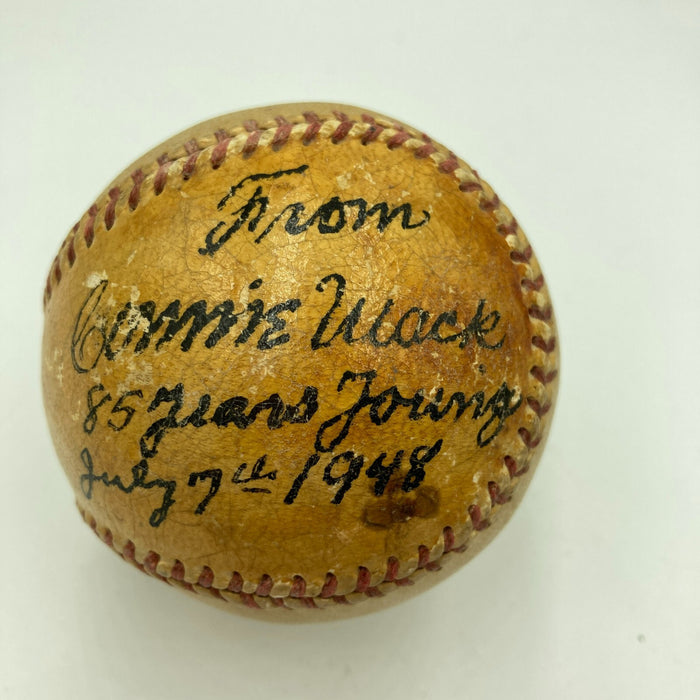 From
Connie Mack
85 Years Young
July 7th 1948